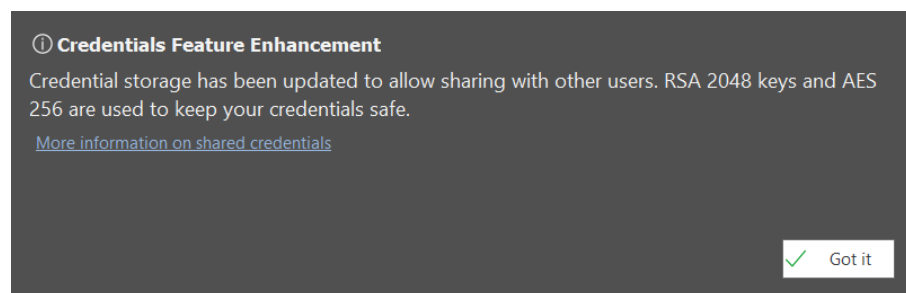 Credentials Feature Enhancement
Credential storage has been updated to allow sharing with other users. RSA 2048 keys and AES
256 are used to keep your credentials safe.
More information on shared credentials
Got it